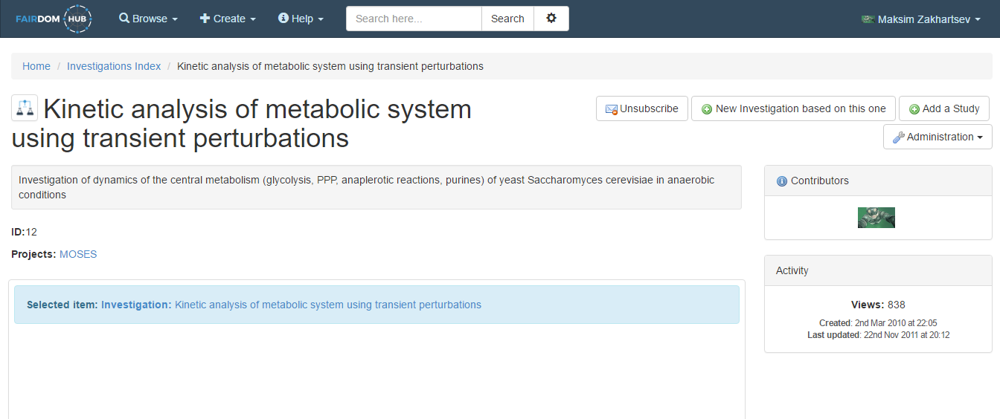 FAIRDOM HUB Browse Create Help Search here... Search Maksim Zakhartsev
Home / Investigations Index / Kinetic analysis of metabolic system using transient perturbations
Kinetic analysis of metabolic system
using transient perturbations
Unsubscribe New Investigation based on this one Add a Study
Administration
Investigation of dynamics of the central metabolism (glycolysis, PPP, anaplerotic reactions, purines) of yeast Saccharomyces cerevisiae in anaerobic
conditions
ID:12
Projects: MOSES
Selected item: Investigation: Kinetic analysis of metabolic system using transient perturbations
Contributors
Activity
Views: 838
Created: 2nd Mar 2010 at 22:05
Last updated: 22nd Nov 2011 at 20:12